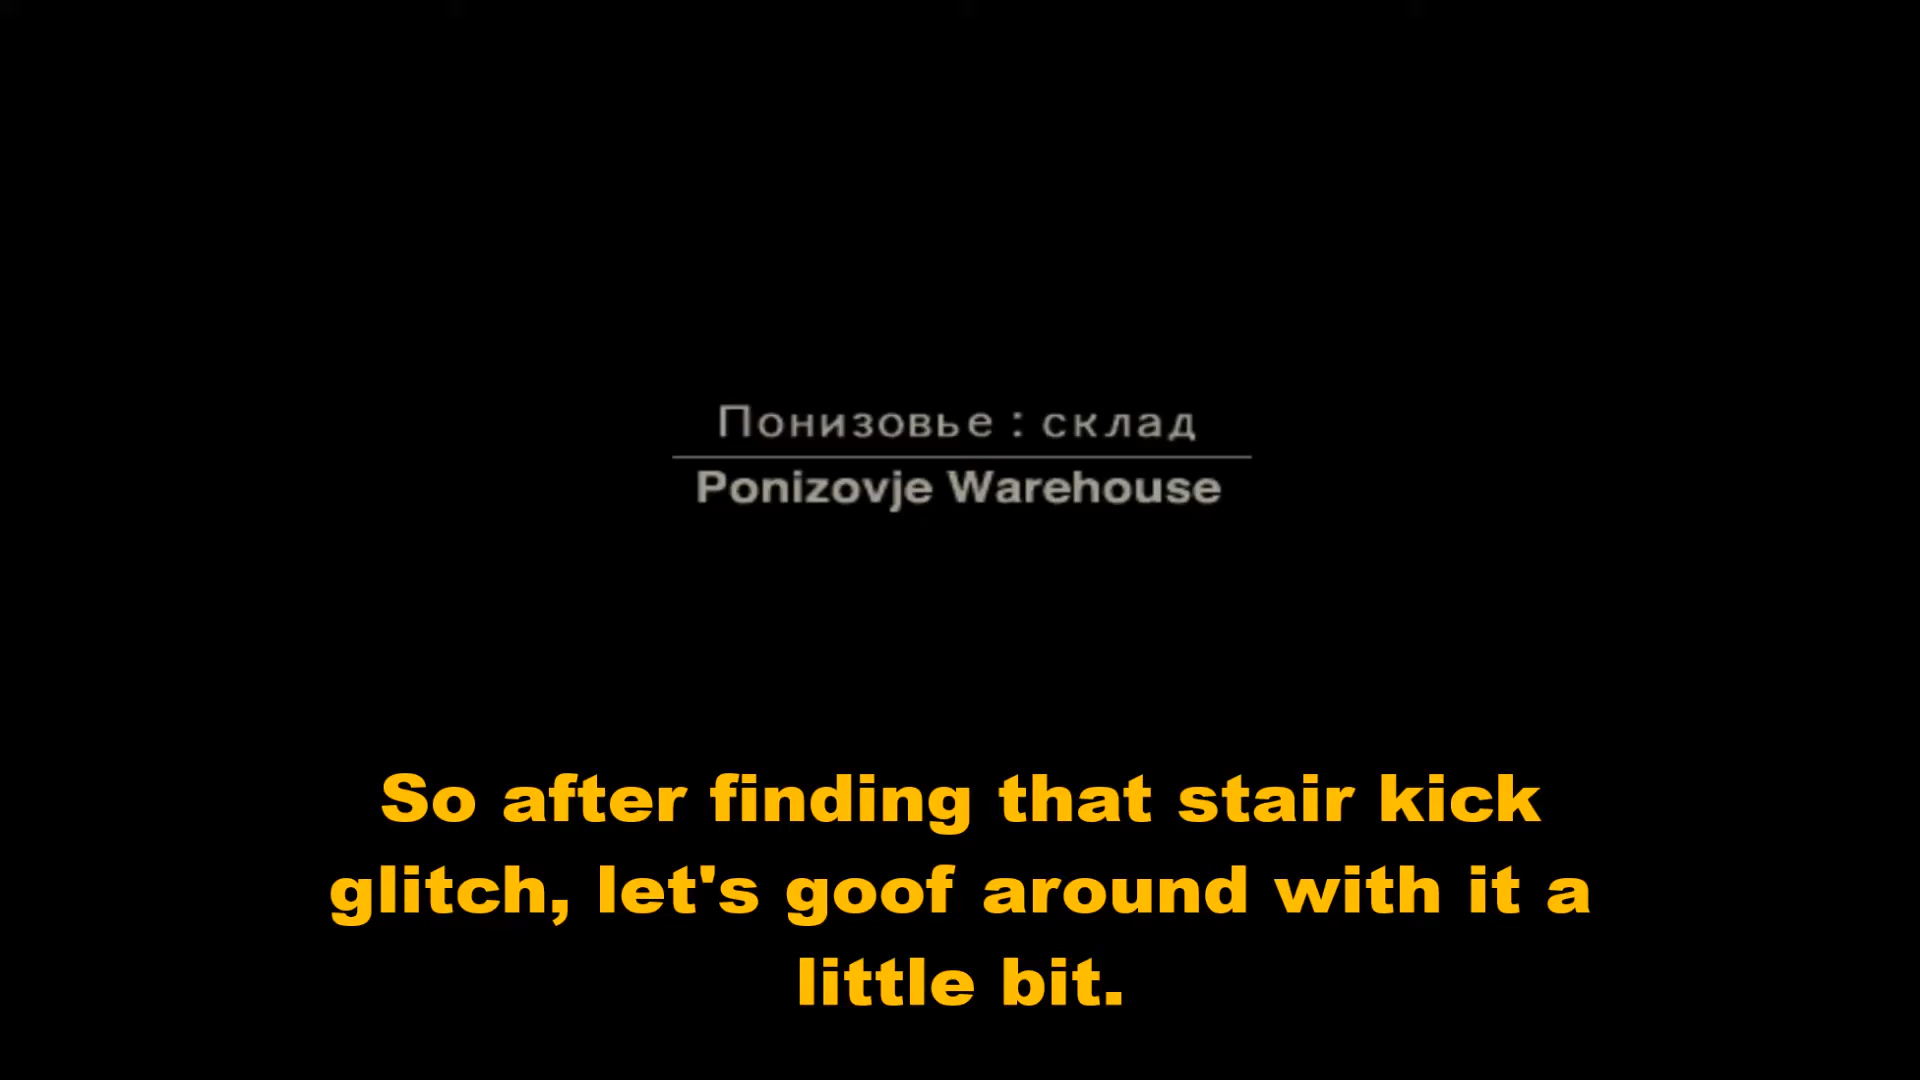 Понизовье : склад
Ponizovje Warehouse
So after finding that stair kick
glitch, let's goof around with it a
little bit.